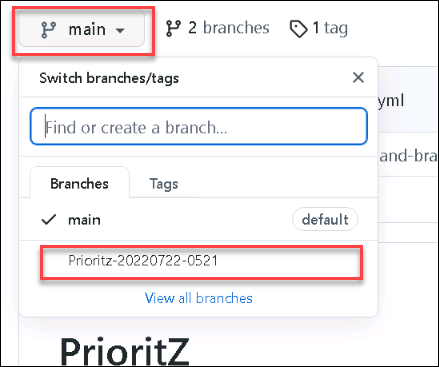 main 2 branches 1 tag
Switch branches/tags
yml
Find or create a branch...
and-bra
Branches Tags
main default
Prioritz-20220722-0521
View all branches
PrioritZ